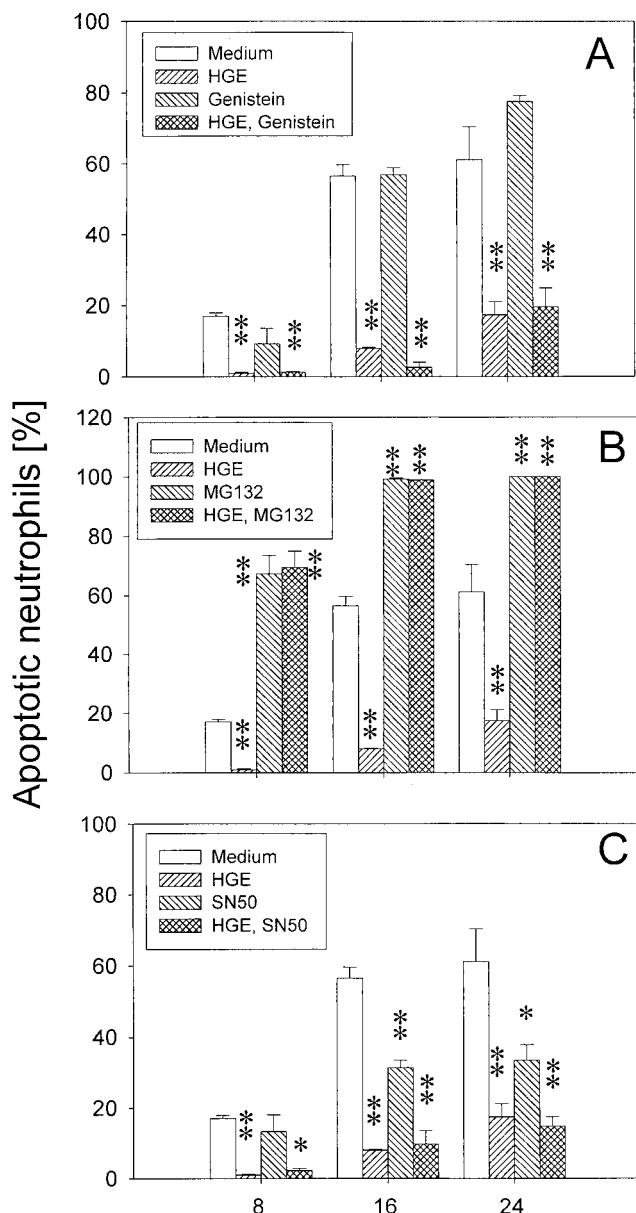 Apoptotic neutrophils [%]
A
100
80
60
40
20
0
Medium
HGE
Genistein
HGE, Genistein
** ** ** ** ** **
B
120
100
80
60
40
20
0
Medium
HGE
MG132
HGE, MG132
** ** ** ** ** ** ** ** **
C
100
80
60
40
20
0
Medium
HGE
SN50
HGE, SN50
** * ** ** ** ** * **
8 16 24